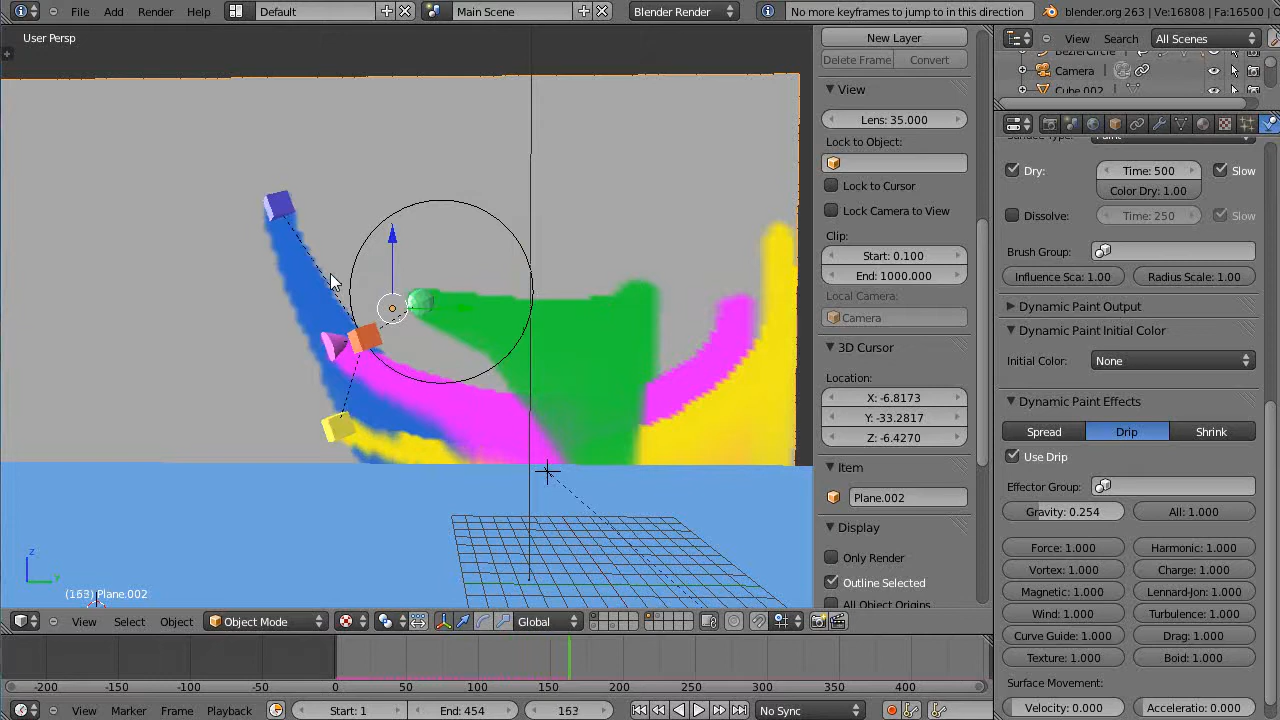 File Add Render Help Default Main Scene Blender Render No more keyframes to jump in this direction blender.org 263 | Ve:16808 | Fa:16500 |
User Persp
New Layer
Delete Frame Convert
View
Lens: 35.000
Lock to Object:
Lock to Cursor
Lock Camera to View
Clip:
Start: 0.100
End: 1000.000
Local Camera:
Camera
3D Cursor
Location:
X: -6.8173
Y: -33.2817
Z: -6.4270
Item
Plane.002
Display
Only Render
Outline Selected
All Object Origins
View Search All Scenes
BezierCircle
Camera
Cube.002
Dry: Time: 500 Slow
Color Dry: 1.00
Dissolve: Time: 250 Slow
Brush Group:
Influence Sca: 1.00 Radius Scale: 1.00
Dynamic Paint Output
Dynamic Paint Initial Color
Initial Color: None
Dynamic Paint Effects
Spread Drip Shrink
Use Drip
Effector Group:
Gravity: 0.254 All: 1.000
Force: 1.000 Harmonic: 1.000
Vortex: 1.000 Charge: 1.000
Magnetic: 1.000 Lennard-Jon: 1.000
Wind: 1.000 Turbulence: 1.000
Curve Guide: 1.000 Drag: 1.000
Texture: 1.000 Boid: 1.000
Surface Movement:
Velocity: 0.000 Acceleratio: 0.000
z
Y
(163) Plane.002
View Select Object Object Mode Global
-200 -150 -100 -50 0 50 100 150 200 250 300 350 400
View Marker Frame Playback Start: 1 End: 454 163 No Sync